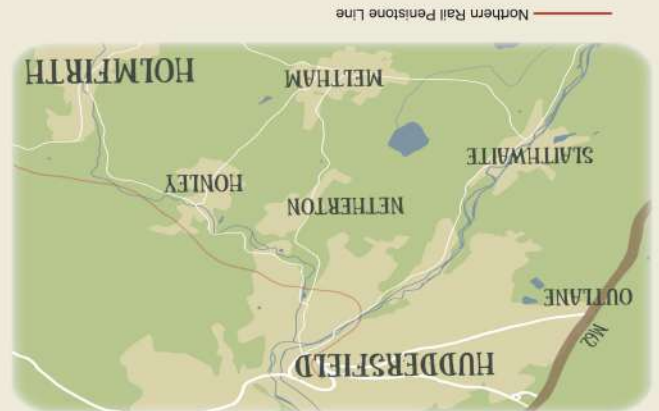 HUDDERSFIELD
M62
OUTLANE
NETHERTON
SLAITHWAITE
HONLEY
MELTHAM
HOLMFIRTH
Northern Rail Penistone Line